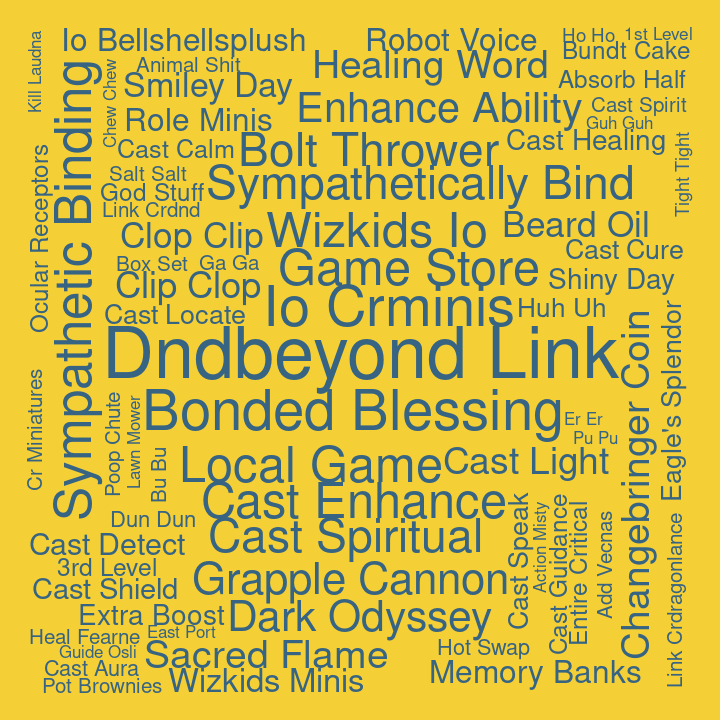 Io Bellshellsplush
Robot Voice
Ho Ho
1st Level
Kill Laudna
Animal Shit
Healing Word
Bundt Cake
Chew Chew
Smiley Day
Absorb Half
Sympathetic Binding
Role Minis
Enhance Ability
Cast Spirit
Guh Guh
Cast Calm
Bolt Thrower
Cast Healing
Tight Tight
Ocular Receptors
Salt Salt
God Stuff
Sympathetically Bind
Link Crdnd
Clop Clip
Wizkids Io
Beard Oil
Cast Cure
Box Set
Ga Ga
Game Store
Shiny Day
Clip Clop
Io Crminis
Huh Uh
Cast Locate
Dndbeyond Link
Changebringer Coin
Eagle's Splendor
Cr Miniatures
Poop Chute
Lawn Mower
Bonded Blessing
Er Er
Pu Pu
Bu Bu
Local Game
Cast Light
Cast Enhance
Cast Speak
Action Misty
Cast Guidance
Entire Critical
Add Vecnas
Link Crdragonlance
Dun Dun
Cast Spiritual
Cast Detect
3rd Level
Cast Shield
Grapple Cannon
Extra Boost
Dark Odyssey
Heal Fearne
East Port
Guide Osli
Sacred Flame
Hot Swap
Cast Aura
Memory Banks
Pot Brownies
Wizkids Minis